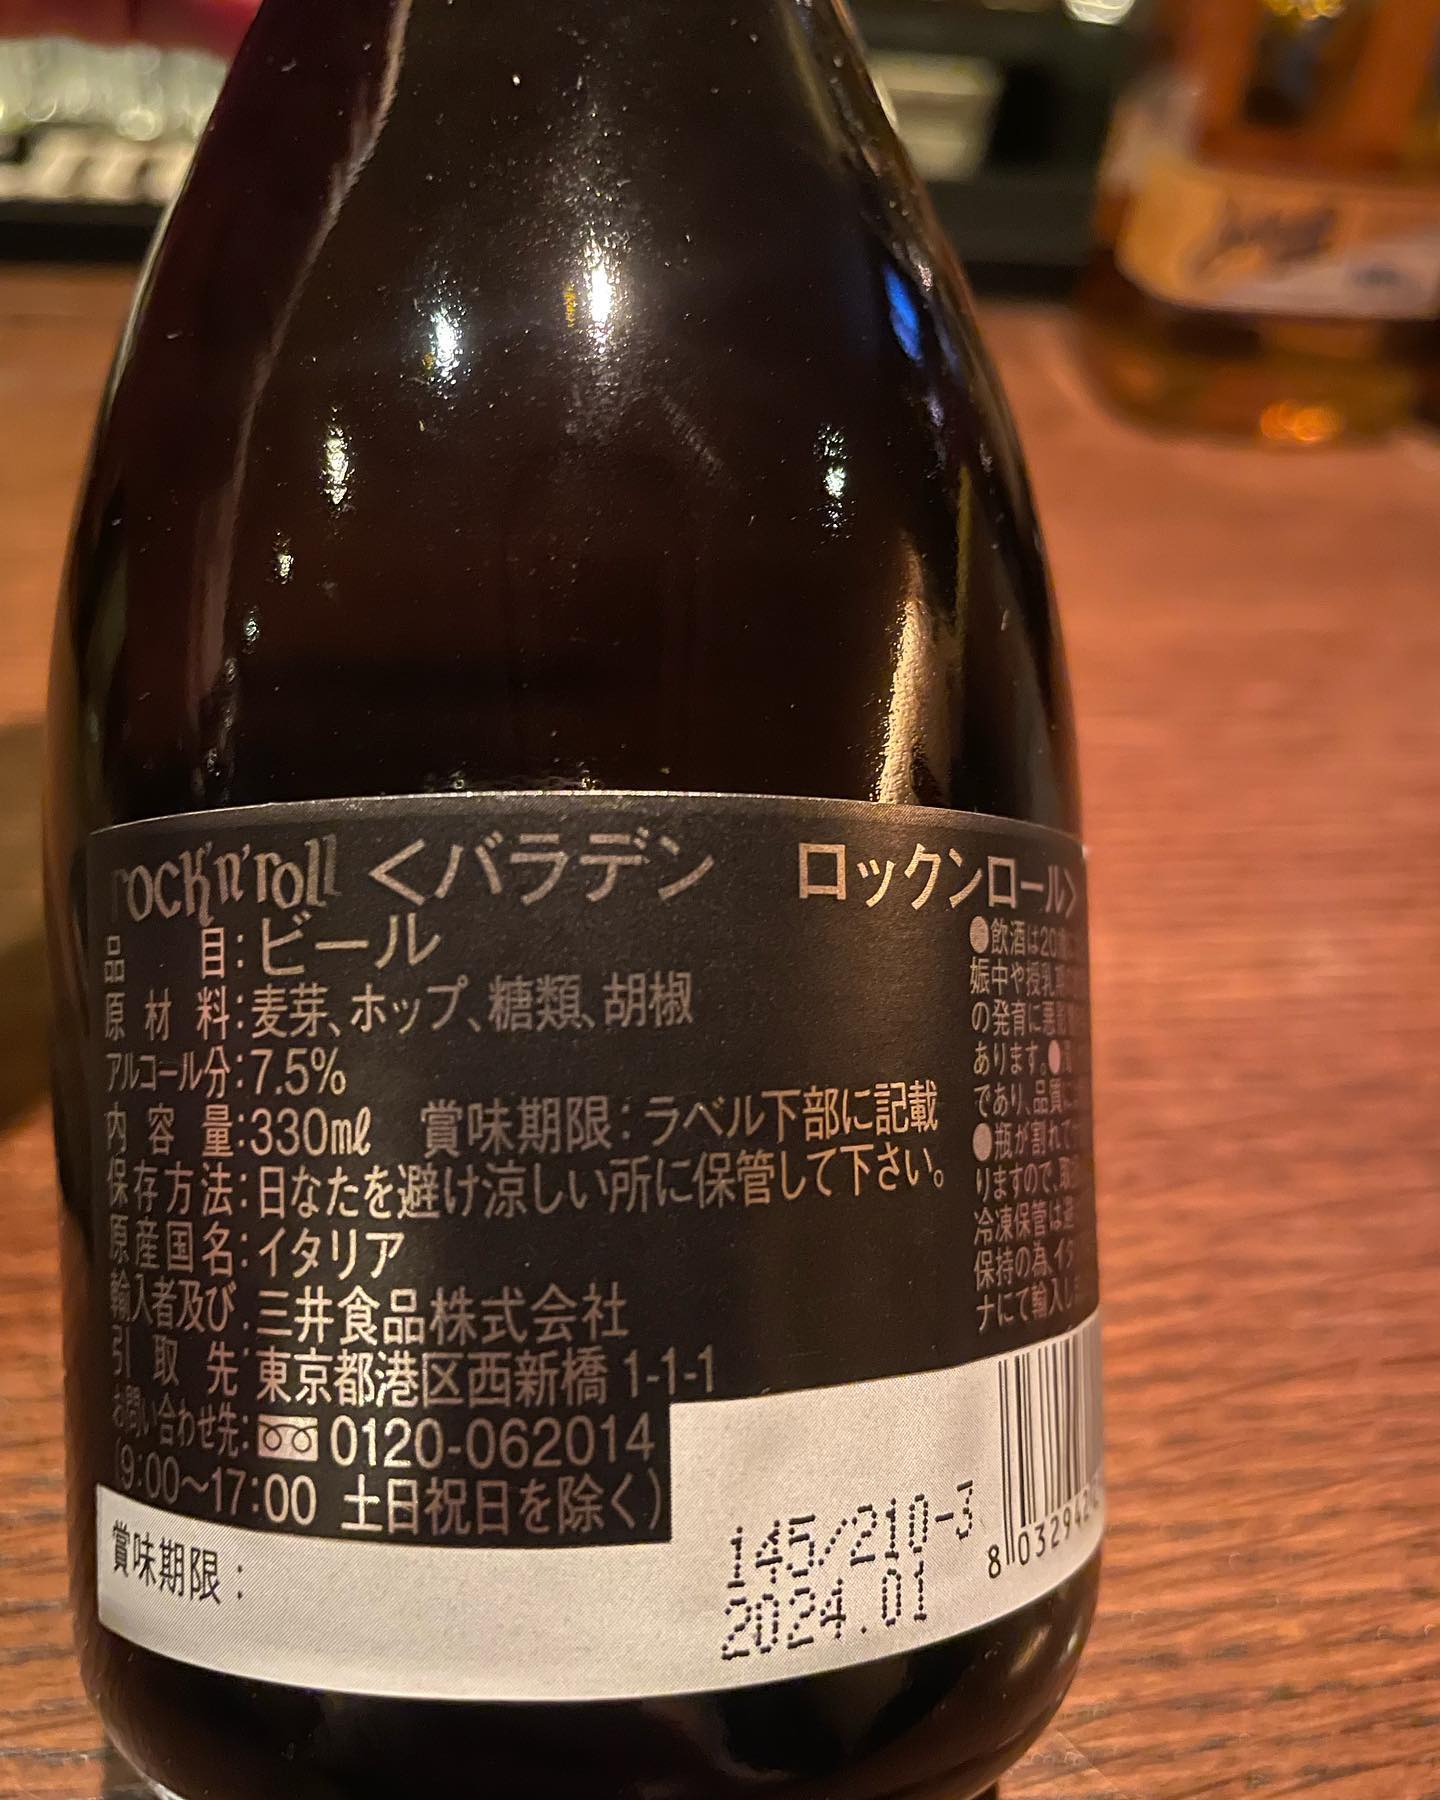 rock'n'roll <バラデン　ロックンロール>
品目:ビール
原材料:麦芽、ホップ、糖類、胡椒
アルコール分:7.5%
内容量:330㎖　賞味期限:ラベル下部に記載
保存方法:日なたを避け涼しい所に保管して下さい。
原産国名:イタリア
輸入者及び引取先:三井食品株式会社
東京都港区西新橋1-1-1
お問い合わせ先:0120-062014
(9:00～17:00 土日祝日を除く)
賞味期限:
145/210-3
2024.01
●飲酒は20
娠中や授乳
の発育に悪
あります。●
であり、品質に
●瓶が割れて
りますので、取
冷凍保管は避
保持の為、イタ
ナにて輸入し
8 032942